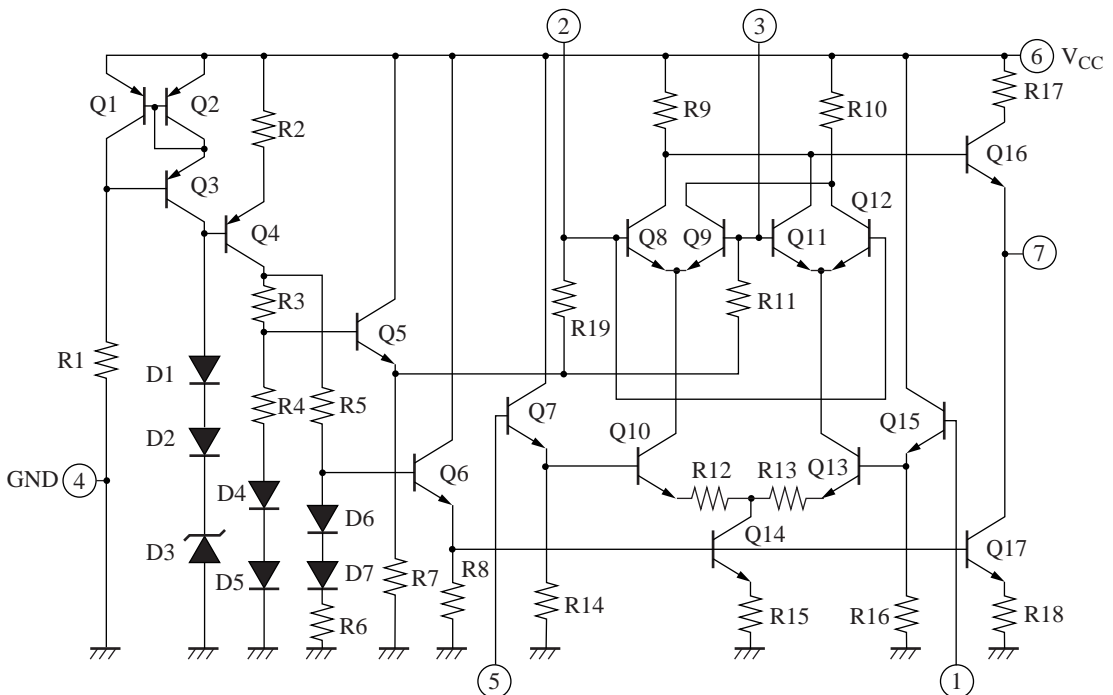 2 3
6 VCC
Q1 Q2
R2
R9 R10 R17
Q16
Q3
Q12
Q4 Q8 Q9 Q11
7
R3
R11
Q5 R19
R1
D1
R4 R5 Q7 Q15
D2 Q10
Q6 R12 R13 Q13
GND 4
D4
D6
Q14 Q17
D3
D5 D7 R7 R8
R14 R15 R16 R18
R6
5 1